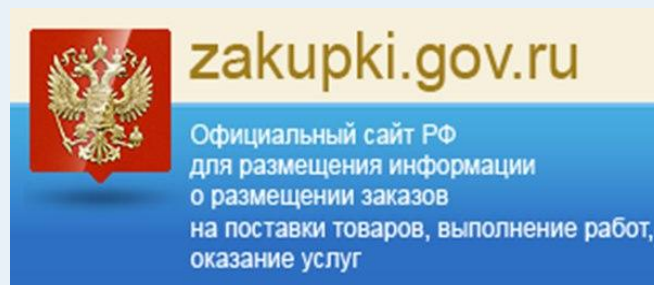 zakupki.gov.ru
Официальный сайт РФ
для размещения информации
о размещении заказов
на поставки товаров, выполнение работ,
оказание услуг